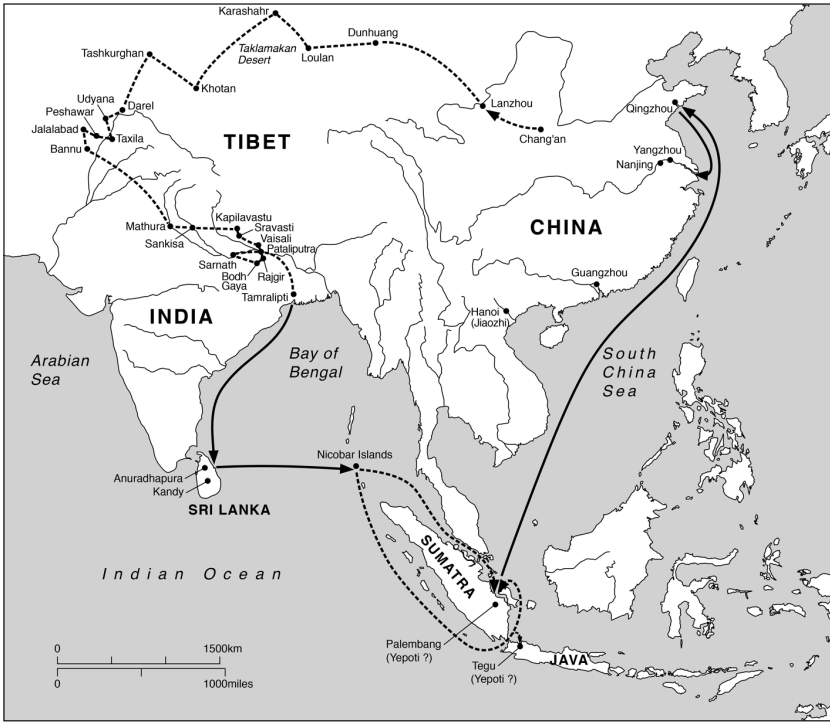 Karashahr
Dunhuang
Taklamakan
Desert
Tashkurghan
Loulan
Khotan
Lanzhou
Qingzhou
Udyana
Darel
Peshawar
Jalalabad
Taxila
Bannu
TIBET
Chang'an
Yangzhou
Nanjing
Mathura
Sankisa
Kapilavastu
Sravasti
Vaisali
Pataliputra
CHINA
Sarnath
Bodh
Gaya
Rajgir
Tamralipti
Guangzhou
INDIA
Hanoi
(Jiaozhi)
Arabian
Sea
Bay of
Bengal
South
China
Sea
Nicobar Islands
Anuradhapura
Kandy
SRI LANKA
SUMATRA
Indian Ocean
Palembang
(Yepoti ?)
Tegu
(Yepoti ?)
JAVA
0 1500km
0 1000miles